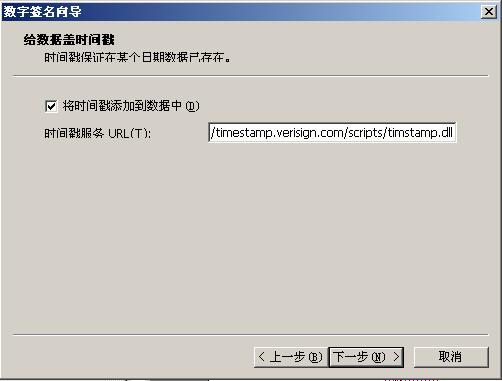 数字签名向导
给数据盖时间戳
时间戳保证在某个日期数据已存在。
将时间戳添加到数据中(D)
时间戳服务 URL(T): /timestamp.verisign.com/scripts/timstamp.dll
< 上一步(B) 下一步(N) > 取消